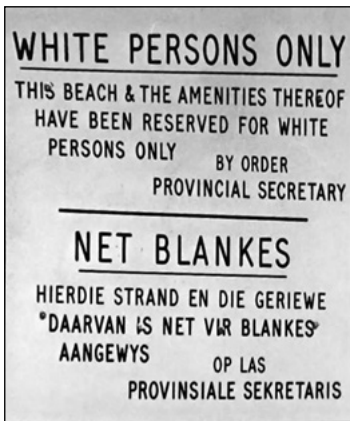 WHITE PERSONS ONLY
THIS BEACH & THE AMENITIES THEREOF
HAVE BEEN RESERVED FOR WHITE
PERSONS ONLY
BY ORDER
PROVINCIAL SECRETARY
NET BLANKES
HIERDIE STRAND EN DIE GERIEWE
DAARVAN IS NET VIR BLANKES
AANGEWYS
OP LAS
PROVINSIALE SEKRETARIS